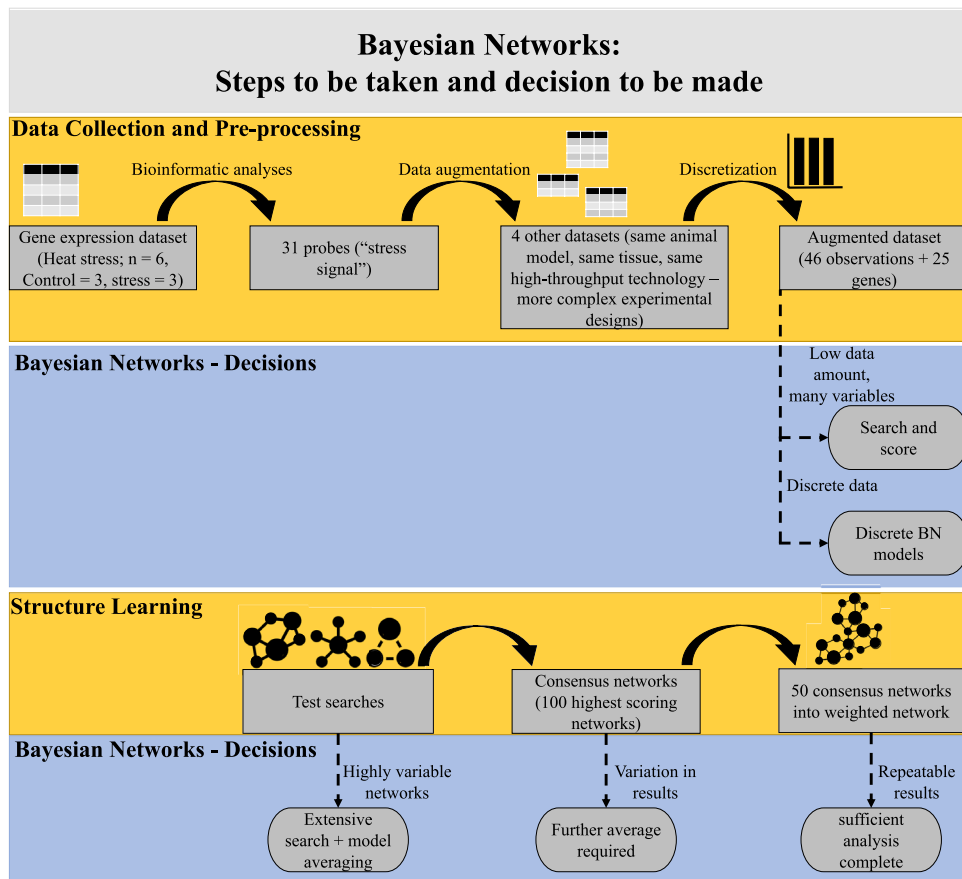 Bayesian Networks:
Steps to be taken and decision to be made
Data Collection and Pre-processing
Bioinformatic analyses
Data augmentation
Discretization
Gene expression dataset
(Heat stress; n = 6,
Control = 3, stress = 3)
31 probes (“stress
signal”)
4 other datasets (same animal
model, same tissue, same
high-throughput technology –
more complex experimental
designs)
Augmented dataset
(46 observations + 25
genes)
Bayesian Networks - Decisions
Low data
amount,
many variables
Search and
score
Discrete data
Discrete BN
models
Structure Learning
Test searches
Consensus networks
(100 highest scoring
networks)
50 consensus networks
into weighted network
Bayesian Networks - Decisions
Highly variable
networks
Variation in
results
Repeatable
results
Extensive
search + model
averaging
Further average
required
sufficient
analysis
complete